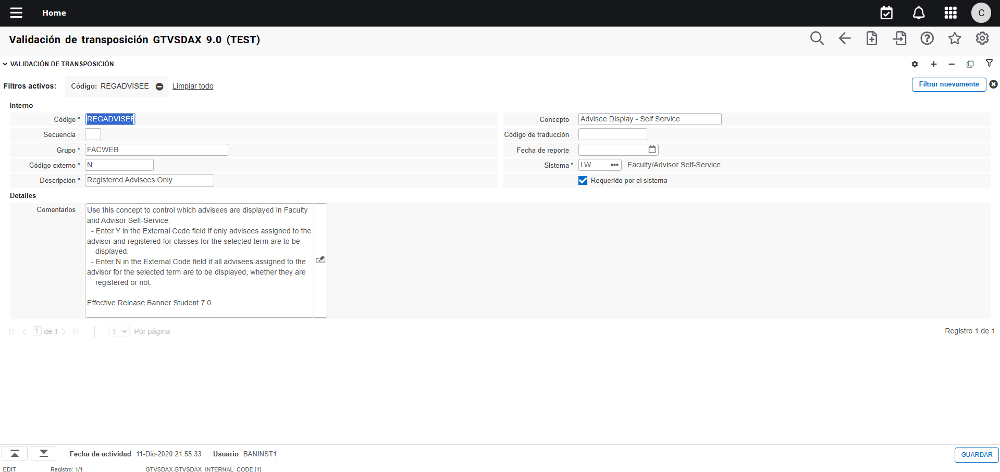 Home
C
Validación de transposición GTVSDAX 9.0 (TEST)
VALIDACIÓN DE TRANSPOSICIÓN
Filtros activos: Código: REGADVISEE Limpiar todo Filtrar nuevamente
Interno
Código * REGADVISEE Concepto Advisee Display - Self Service
Secuencia Código de traducción
Grupo * FACWEB Fecha de reporte
Código externo * N Sistema * LW ••• Faculty/Advisor Self-Service
Descripción * Registered Advisees Only Requerido por el sistema
Detalles
Comentarios Use this concept to control which advisees are displayed in Faculty
and Advisor Self-Service.
- Enter Y in the External Code field if only advisees assigned to the
advisor and registered for classes for the selected term are to be
displayed.
- Enter N in the External Code field if all advisees assigned to the
advisor for the selected term are to be displayed, whether they are
registered or not.
Effective Release Banner Student 7.0
1 de 1 1 Por página Registro 1 de 1
Fecha de actividad 11-Dic-2020 21:55:33 Usuario BANINST1 GUARDAR
EDIT Registro: 1/1 GTVSDAX.GTVSDAX_INTERNAL_CODE [1]